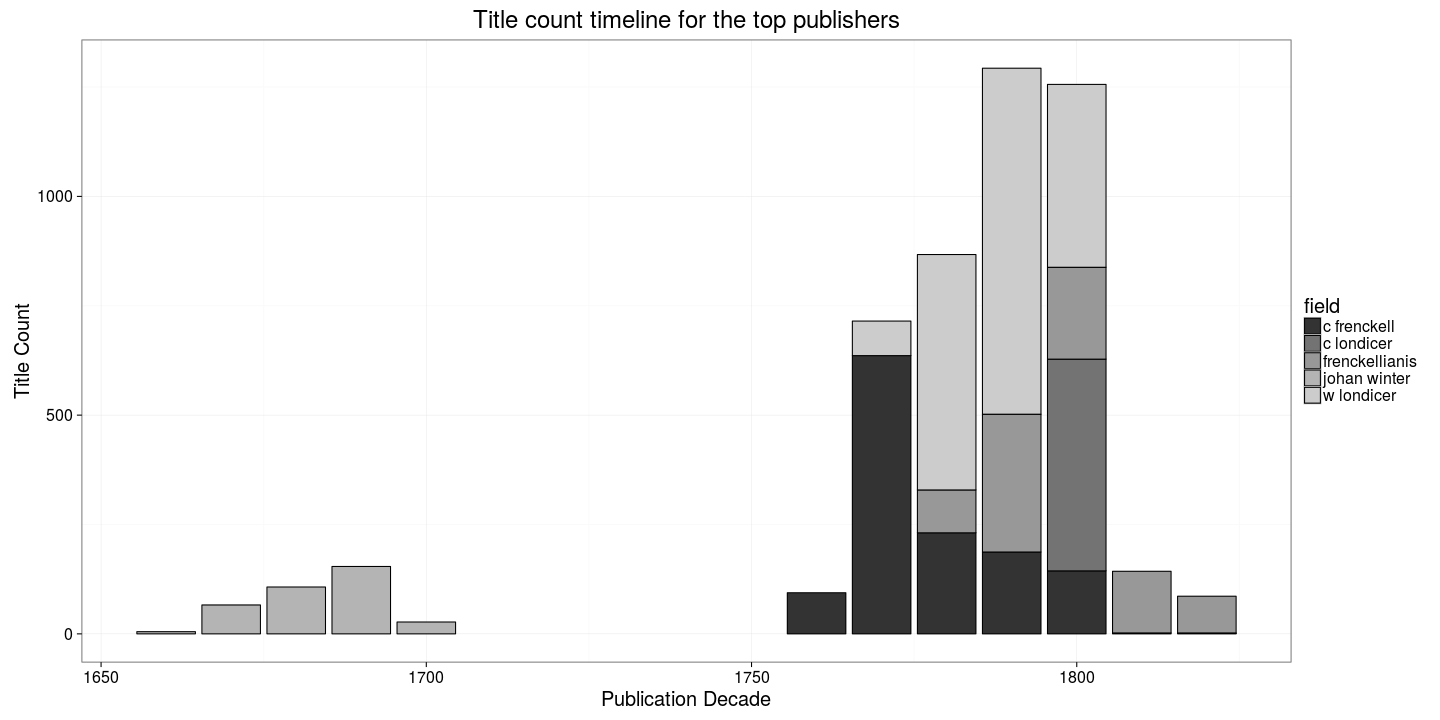 Title count timeline for the top publishers
Title Count
1000
500
0
1650
1700
1750
1800
Publication Decade
field
c frenckell
c londicer
frenckellianis
johan winter
w londicer